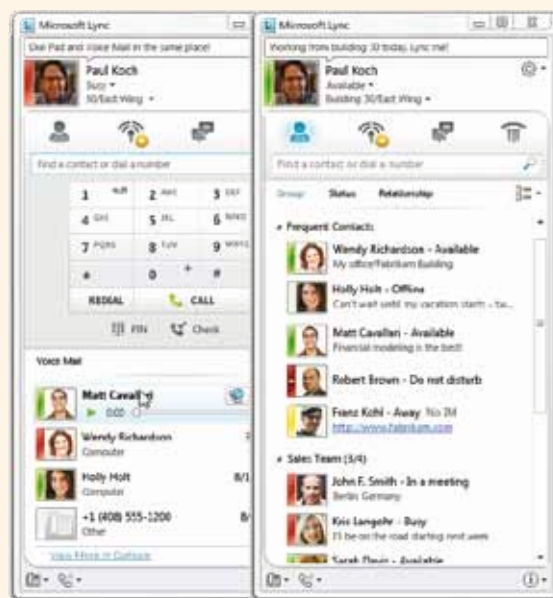 Microsoft Lync
Dial Pad and Voice Mail in the same place!
Paul Koch
Busy
30/East Wing
Find a contact or dial a number
1
2 ABC
3 DEF
4 GHI
5 JKL
6 MNO
7 PQRS
8 TUV
9 WXYZ
*
0 +
#
REDIAL
CALL
PIN
Check
Voice Mail
Matt Caval
0:00
Wendy Richardson
Computer
Holly Holt
8/1
Computer
+1 (408) 555-1200
8/
Other
View More in Outlook
Microsoft Lync
Working from building 30 today. Lync me!
Paul Koch
Available
Building 30/East Wing
Find a contact or dial a number
Group Status Relationship
Frequent Contacts
Wendy Richardson - Available
My office/Fabrikam Building
Holly Holt - Offline
Can't wait until my vacation starts -
Matt Cavallari - Available
Financial modeling is the best!
Robert Brown - Do not disturb
Franz Kohl - Away No IM
http://www.fabrikam.com
Sales Team (3/4)
John F. Smith - In a meeting
Berlin Germany
Kris Langohr - Busy
I'll be on the road starting next week
Sarah Davis - Available